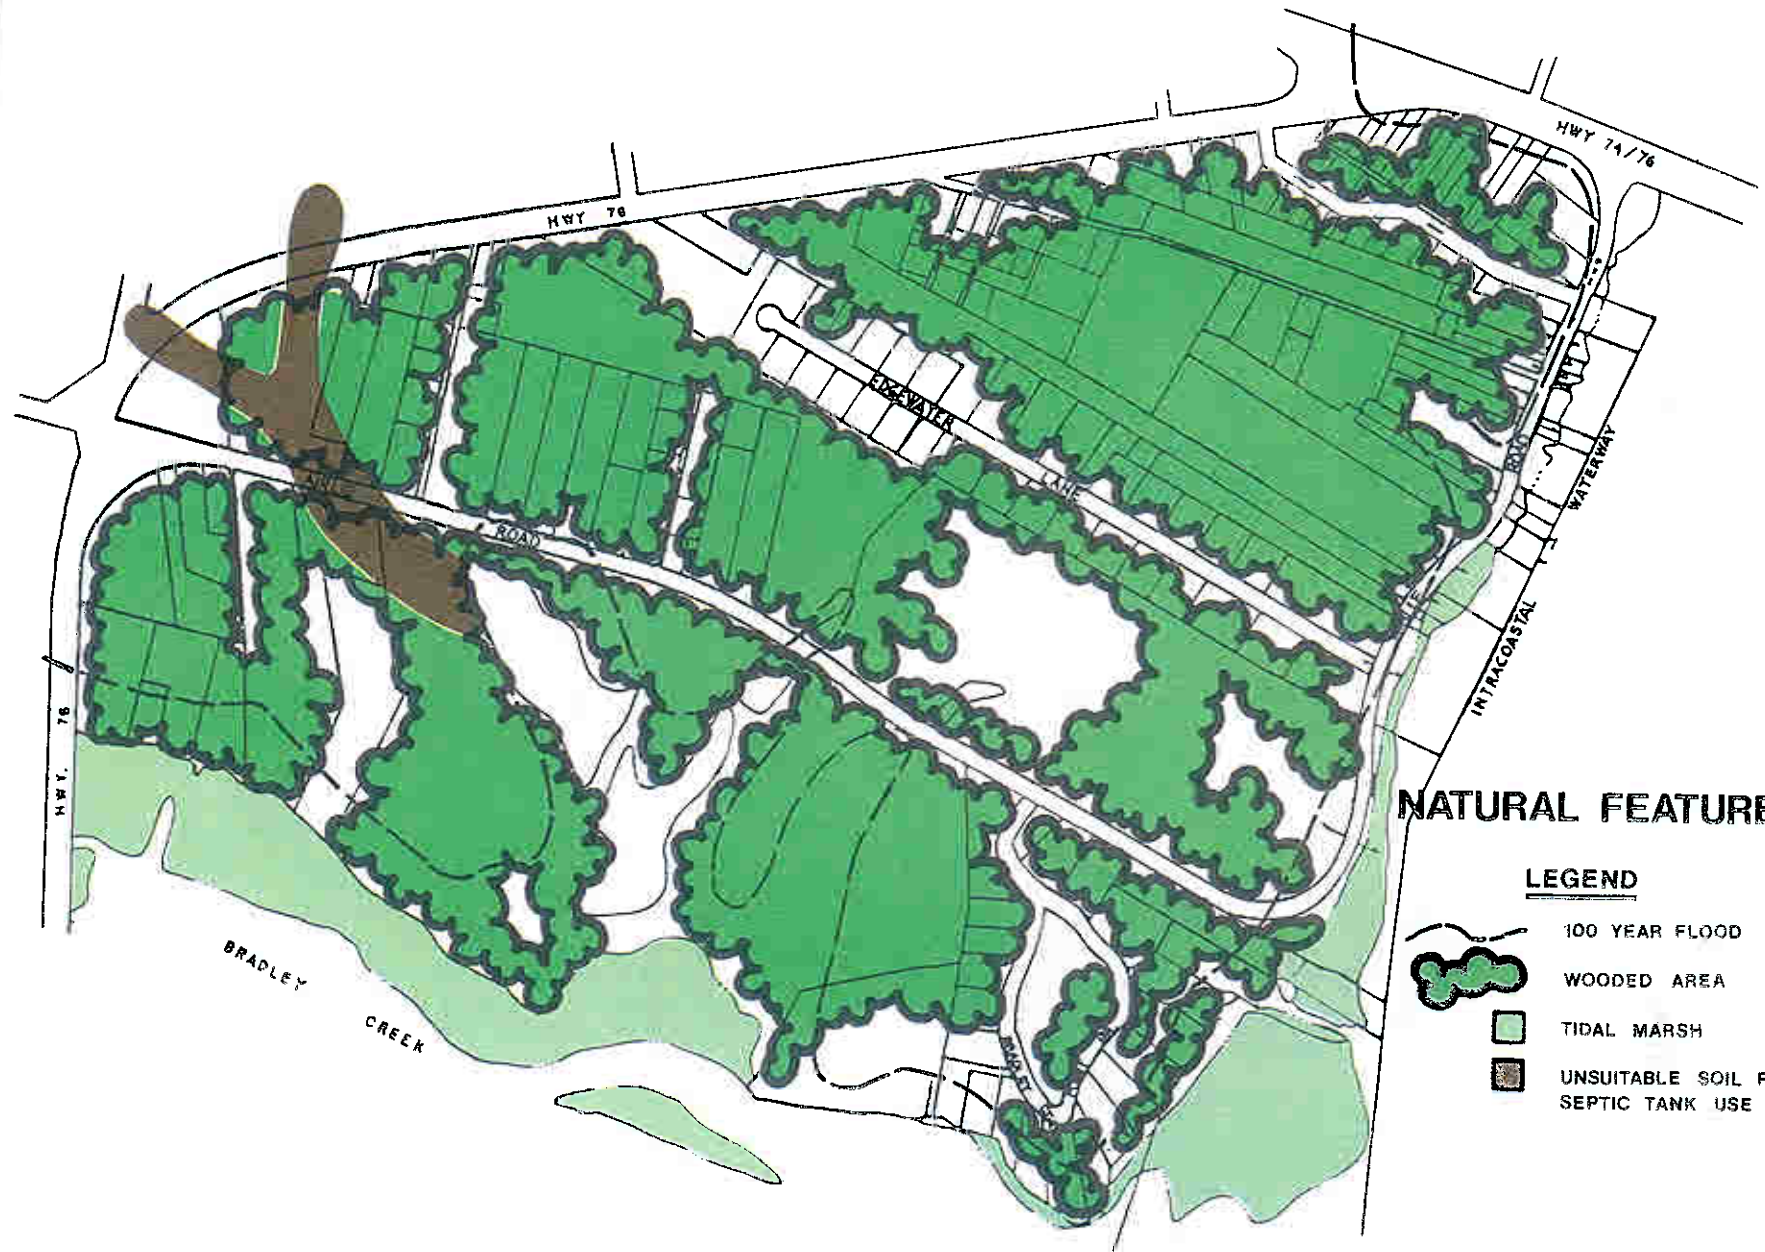 HWY 74/76
HWY 76
EDGEWATER
LANE
ROAD
ROAD
WATERWAY
INTRACOASTAL
HWY. 76
BRADLEY
CREEK
NATURAL FEATURE
LEGEND
100 YEAR FLOOD
WOODED AREA
TIDAL MARSH
UNSUITABLE SOIL F
SEPTIC TANK USE